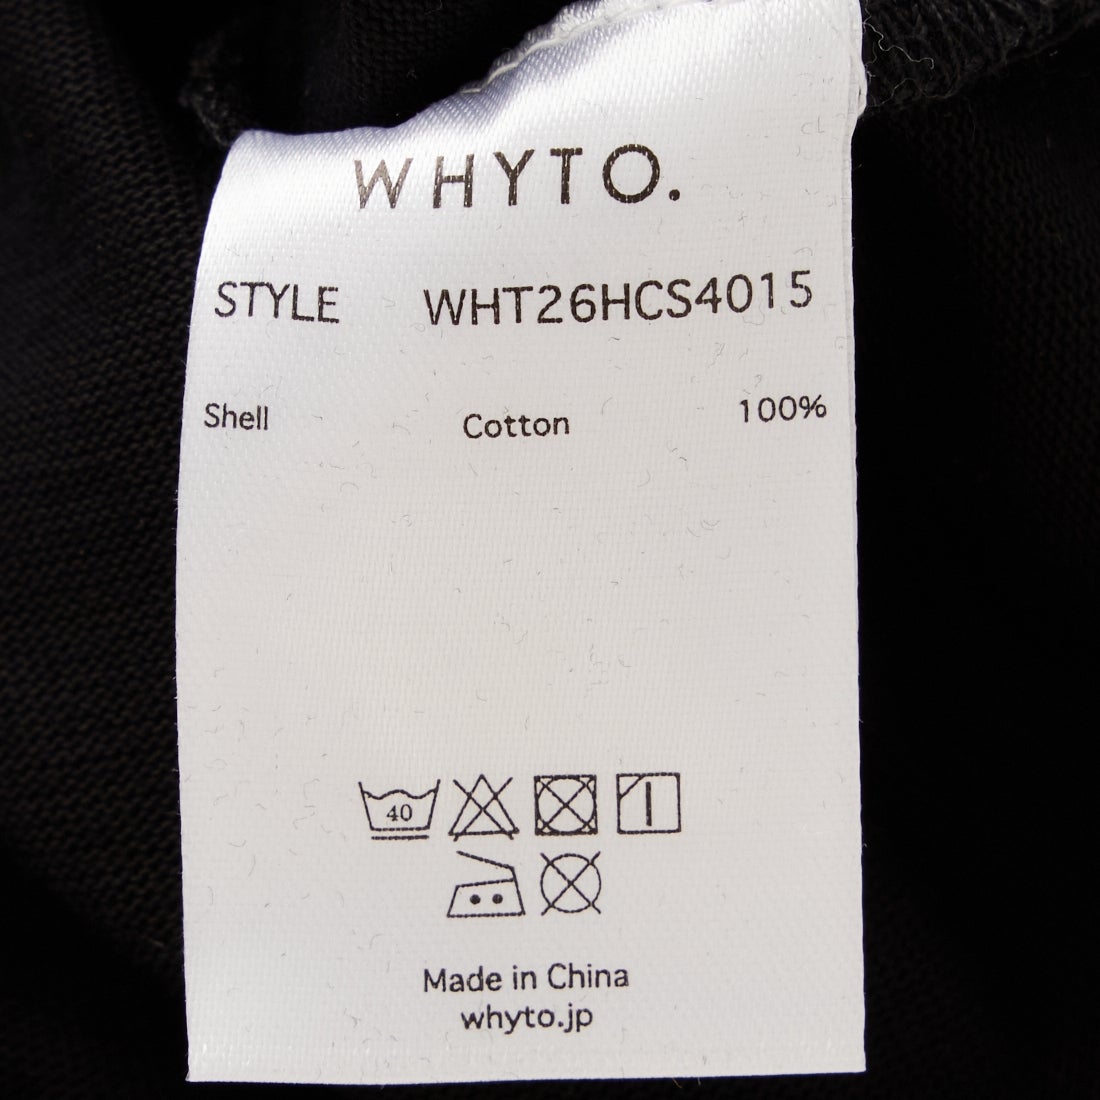 WHYTO.
STYLE WHT26HCS4015
Shell Cotton 100%
40
Made in China
whyto.jp